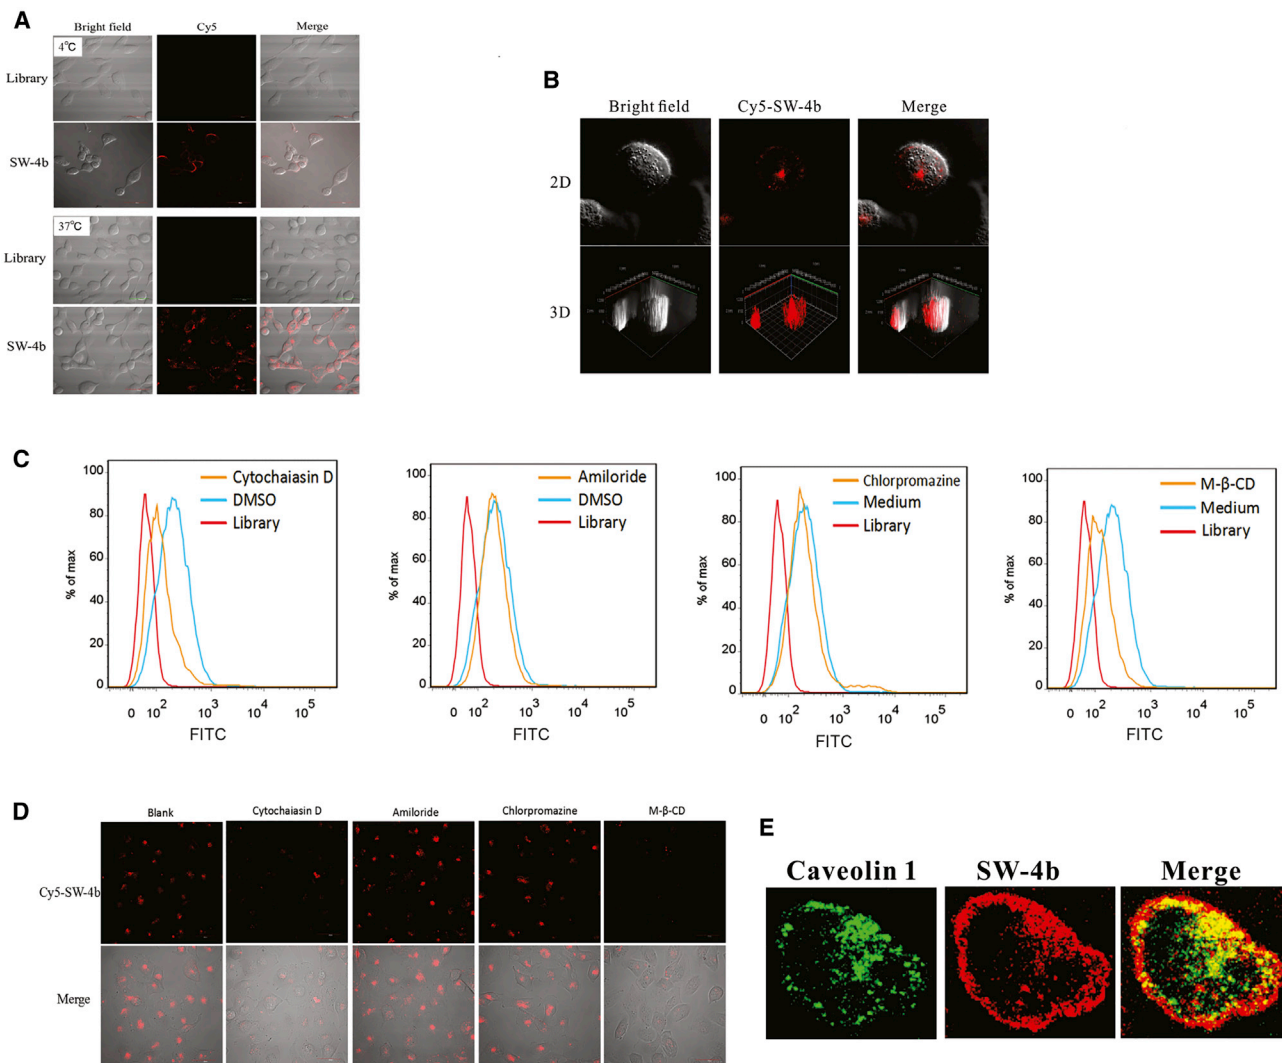 A
Bright field Cy5 Merge
4℃
Library
SW-4b
37℃
Library
SW-4b
B
Bright field Cy5-SW-4b Merge
2D
3D
C
Cytochaiasin D
DMSO
Library
% of max
100
80
60
40
20
0
0 10² 10³ 10⁴ 10⁵
FITC
Amiloride
DMSO
Library
% of max
100
80
60
40
20
0
0 10² 10³ 10⁴ 10⁵
FITC
Chlorpromazine
Medium
Library
% of max
100
80
60
40
20
0
0 10² 10³ 10⁴ 10⁵
FITC
M-β-CD
Medium
Library
% of max
100
80
60
40
20
0
0 10² 10³ 10⁴ 10⁵
FITC
D
Blank Cytochaiasin D Amiloride Chlorpromazine M-β-CD
Cy5-SW-4b
Merge
E
Caveolin 1 SW-4b Merge